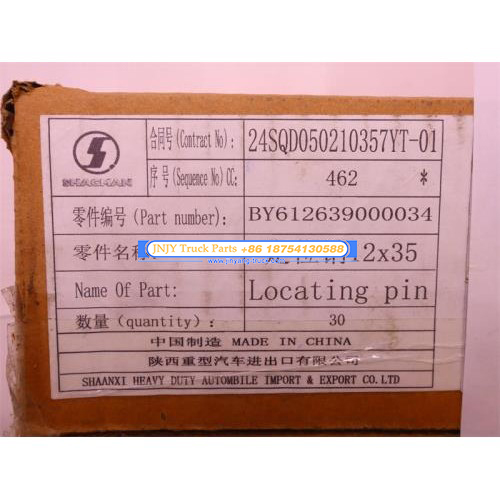 合同号(Contract No): 24SQD050210357YT-01
SHACMAN
序号(Sequence No)CC: 462 *
零件编号(Part number): BY612639000034
零件名称 12x35
JNJY Truck Parts +86 18754130588
Name Of Part: Locating pin
数量(quantity): 30
中国制造 MADE IN CHINA
陕西重型汽车进出口有限公司
SHAANXI HEAVY DUTY AUTOMBILE IMPORT & EXPORT CO.LTD